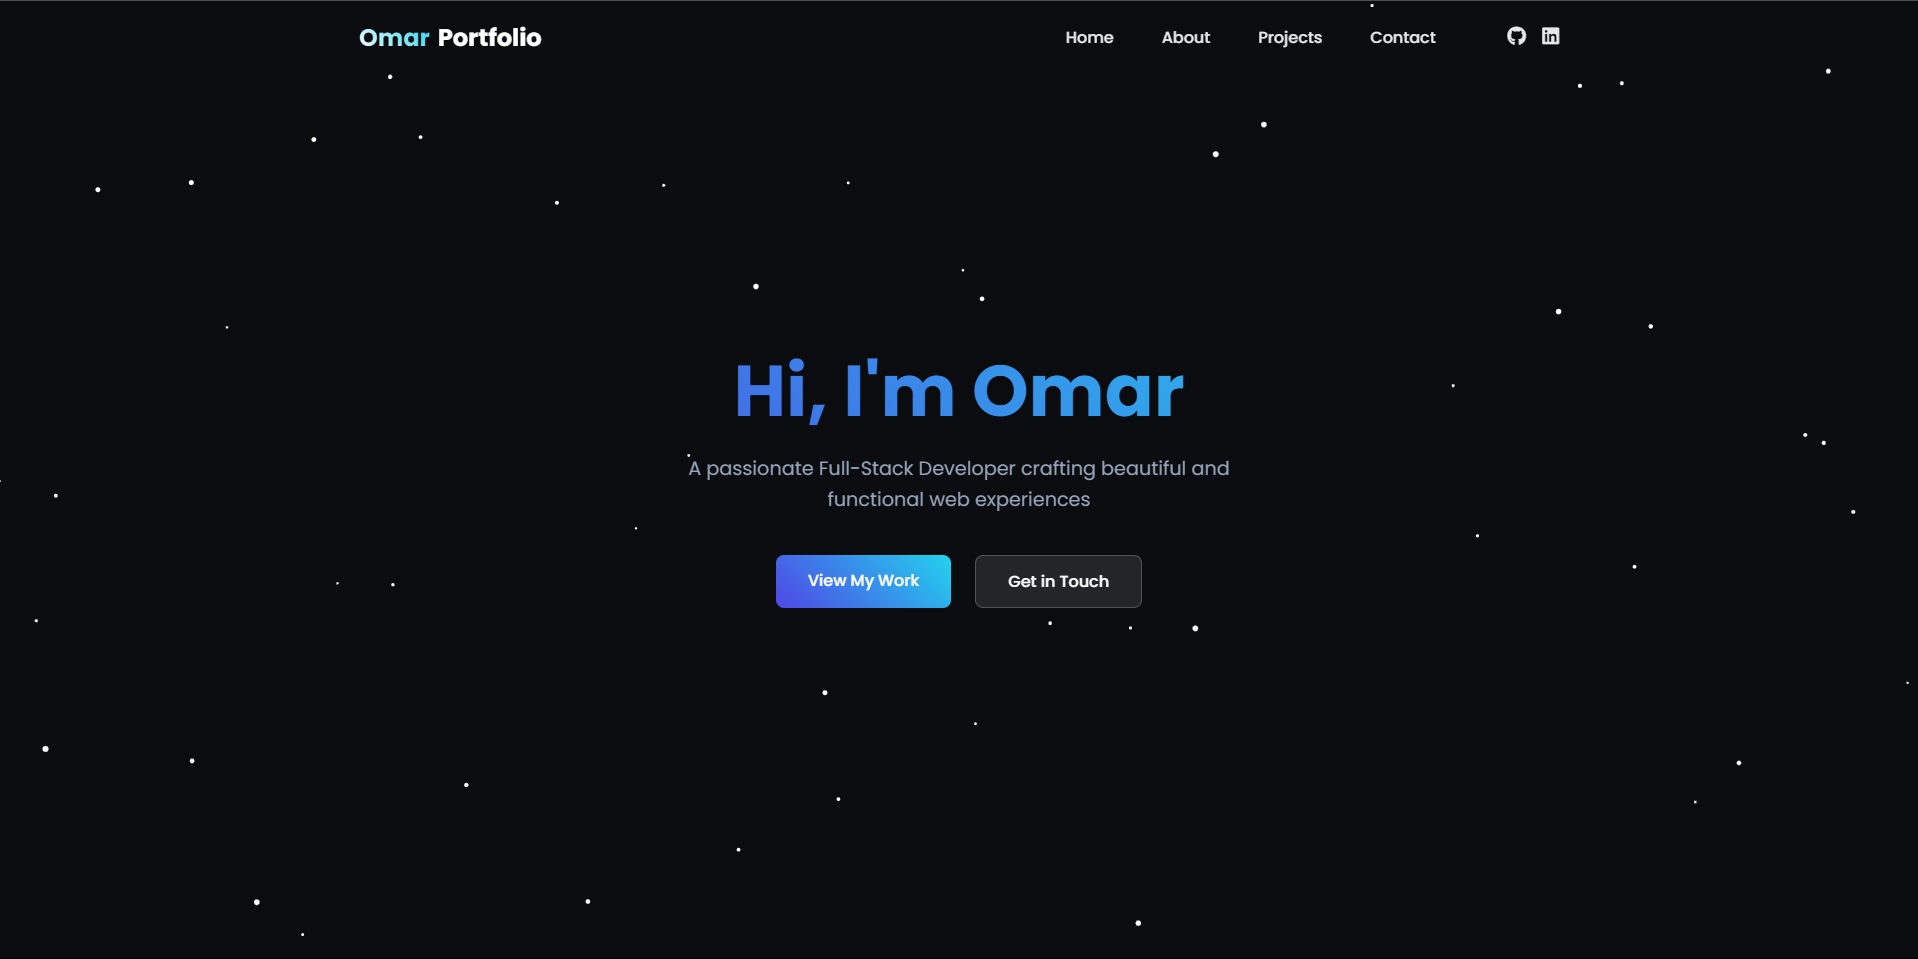 Omar Portfolio
Home About Projects Contact
Hi, I'm Omar
A passionate Full-Stack Developer crafting beautiful and
functional web experiences
View My Work
Get in Touch